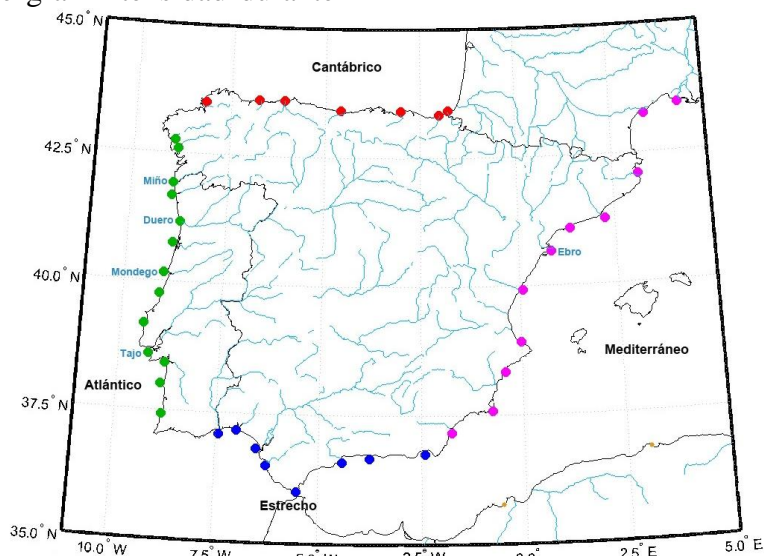 45.0° N
Cantábrico
42.5° N
Miño
Duero
Ebro
40.0° N
Mondego
Mediterráneo
Tajo
Atlántico
37.5° N
Estrecho
35.0° N
10.0° W
2.5° E
5.0° E